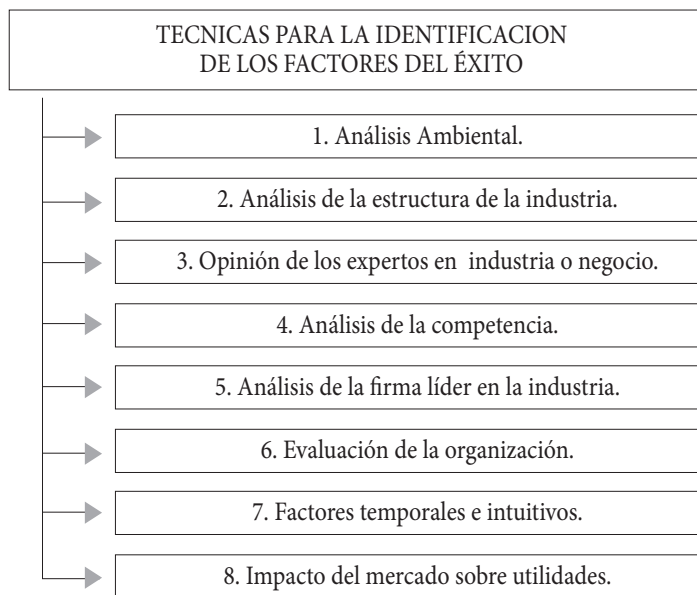 TECNICAS PARA LA IDENTIFICACION
DE LOS FACTORES DEL ÉXITO
1. Análisis Ambiental.
2. Análisis de la estructura de la industria.
3. Opinión de los expertos en industria o negocio.
4. Análisis de la competencia.
5. Análisis de la firma líder en la industria.
6. Evaluación de la organización.
7. Factores temporales e intuitivos.
8. Impacto del mercado sobre utilidades.